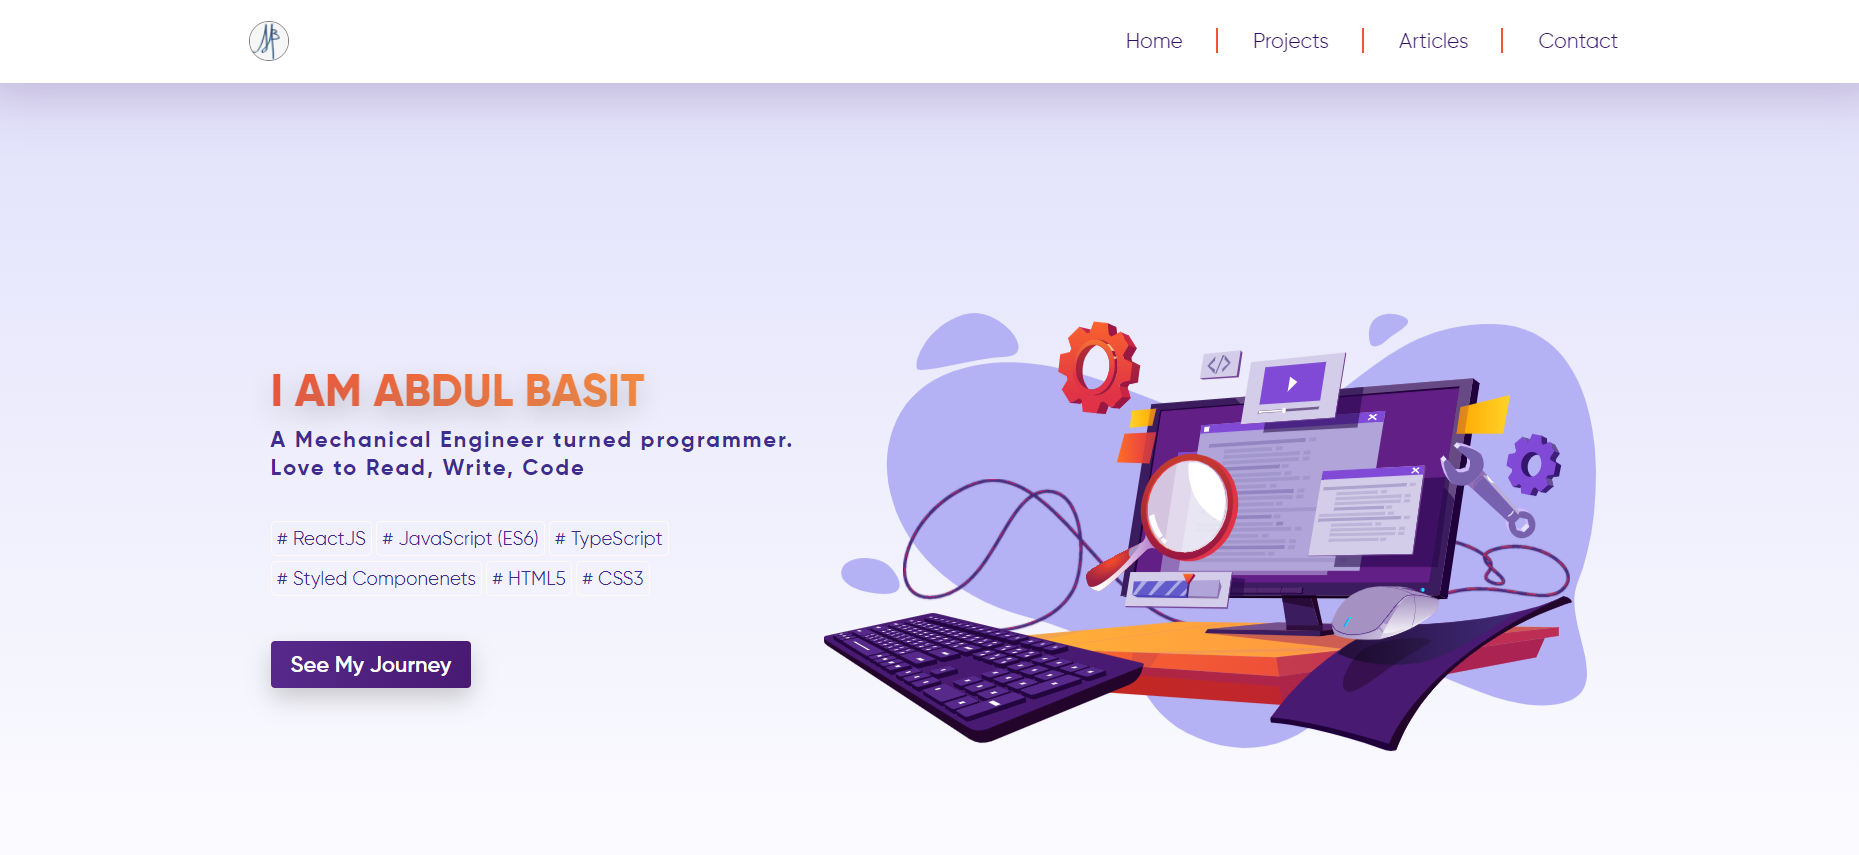 AB
Home
Projects
Articles
Contact
I AM ABDUL BASIT
A Mechanical Engineer turned programmer.
Love to Read, Write, Code
# ReactJS # JavaScript (ES6) # TypeScript
# Styled Componenets # HTML5 # CSS3
See My Journey